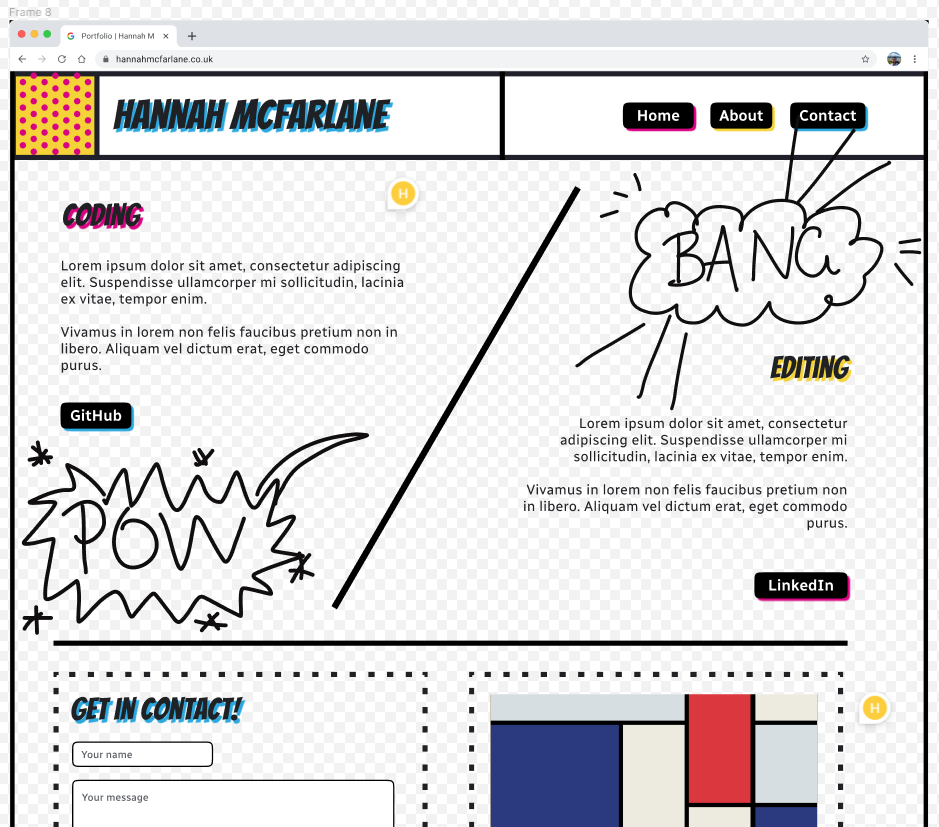 Frame 8
Portfolio | Hannah M
hannahmcfarlane.co.uk
HANNAH MCFARLANE
Home
About
Contact
H
CODING
Lorem ipsum dolor sit amet, consectetur adipiscing
elit. Suspendisse ullamcorper mi sollicitudin, lacinia
ex vitae, tempor enim.
Vivamus in lorem non felis faucibus pretium non in
libero. Aliquam vel dictum erat, eget commodo
purus.
GitHub
POW
BANG
EDITING
Lorem ipsum dolor sit amet, consectetur
adipiscing elit. Suspendisse ullamcorper mi
sollicitudin, lacinia ex vitae, tempor enim.
Vivamus in lorem non felis faucibus pretium non
in libero. Aliquam vel dictum erat, eget commodo
purus.
LinkedIn
GET IN CONTACT!
Your name
Your message
H